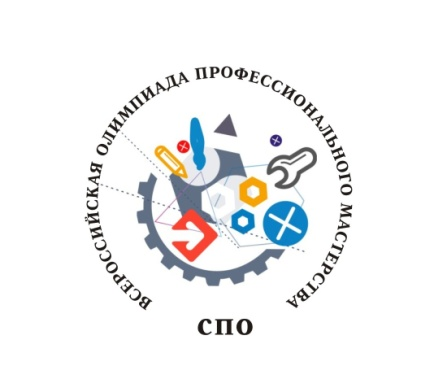 ВСЕРОССИЙСКАЯ ОЛИМПИАДА ПРОФЕССИОНАЛЬНОГО МАСТЕРСТВА
СПО